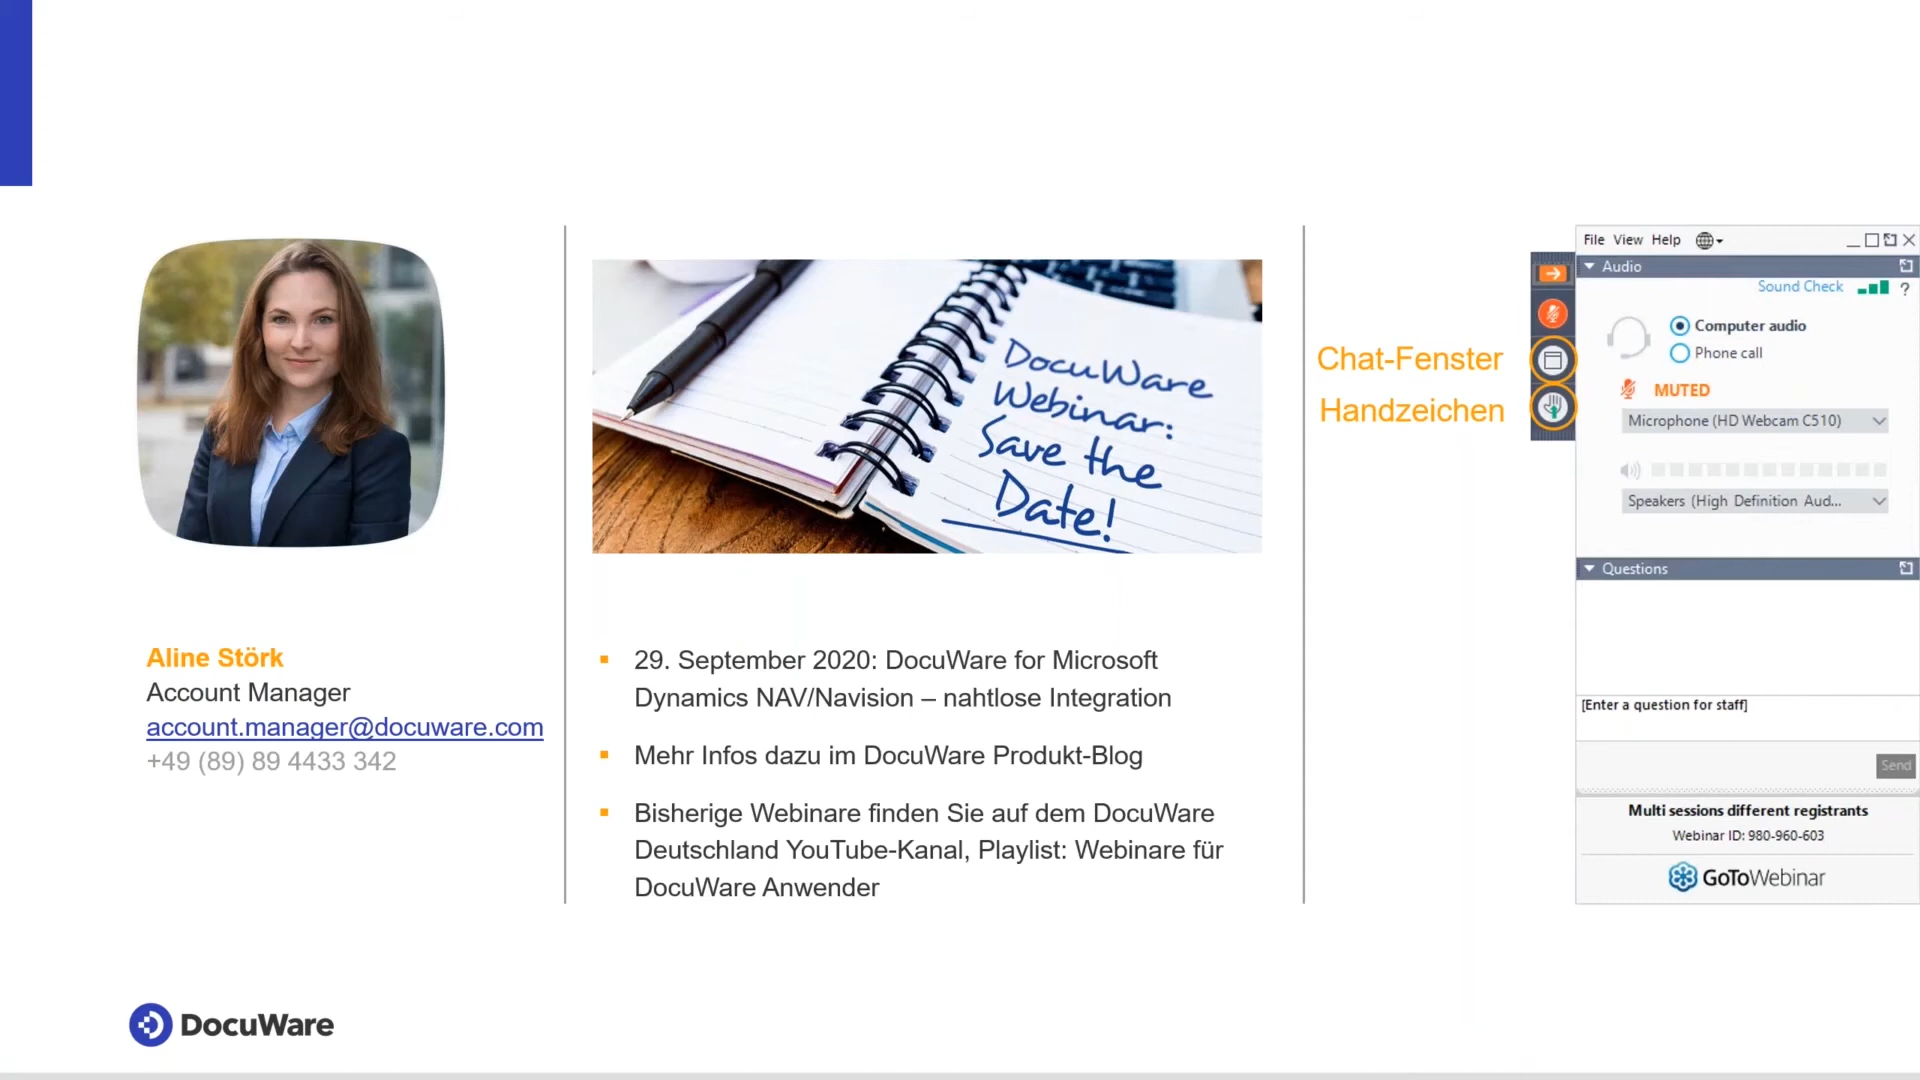 Aline Störk
Account Manager
account.manager@docuware.com
+49 (89) 89 4433 342
DocuWare
Webinar:
Save the
Date!
▪ 29. September 2020: DocuWare for Microsoft
Dynamics NAV/Navision – nahtlose Integration
▪ Mehr Infos dazu im DocuWare Produkt-Blog
▪ Bisherige Webinare finden Sie auf dem DocuWare
Deutschland YouTube-Kanal, Playlist: Webinare für
DocuWare Anwender
Chat-Fenster
Handzeichen
File View Help
Audio
Sound Check ?
Computer audio
Phone call
MUTED
Microphone (HD Webcam C510)
Speakers (High Definition Aud...
Questions
[Enter a question for staff]
Send
Multi sessions different registrants
Webinar ID: 980-960-603
GoToWebinar
DocuWare